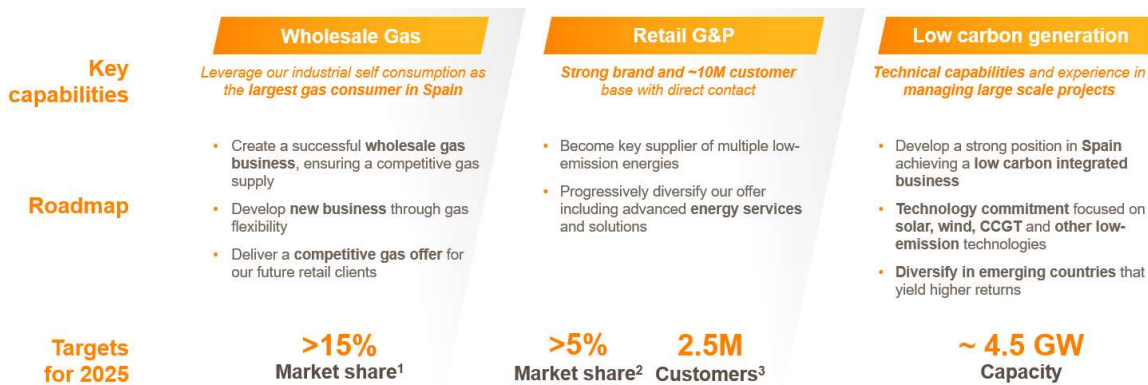 Wholesale Gas
Retail G&P
Low carbon generation
Key
capabilities
Leverage our industrial self consumption as
the largest gas consumer in Spain
Strong brand and ~10M customer
base with direct contact
Technical capabilities and experience in
managing large scale projects
Roadmap
• Create a successful wholesale gas
business, ensuring a competitive gas
supply
• Develop new business through gas
flexibility
• Deliver a competitive gas offer for
our future retail clients
• Become key supplier of multiple low-
emission energies
• Progressively diversify our offer
including advanced energy services
and solutions
• Develop a strong position in Spain
achieving a low carbon integrated
business
• Technology commitment focused on
solar, wind, CCGT and other low-
emission technologies
• Diversify in emerging countries that
yield higher returns
Targets
for 2025
>15%
Market share¹
>5%
Market share²
2.5M
Customers³
~ 4.5 GW
Capacity